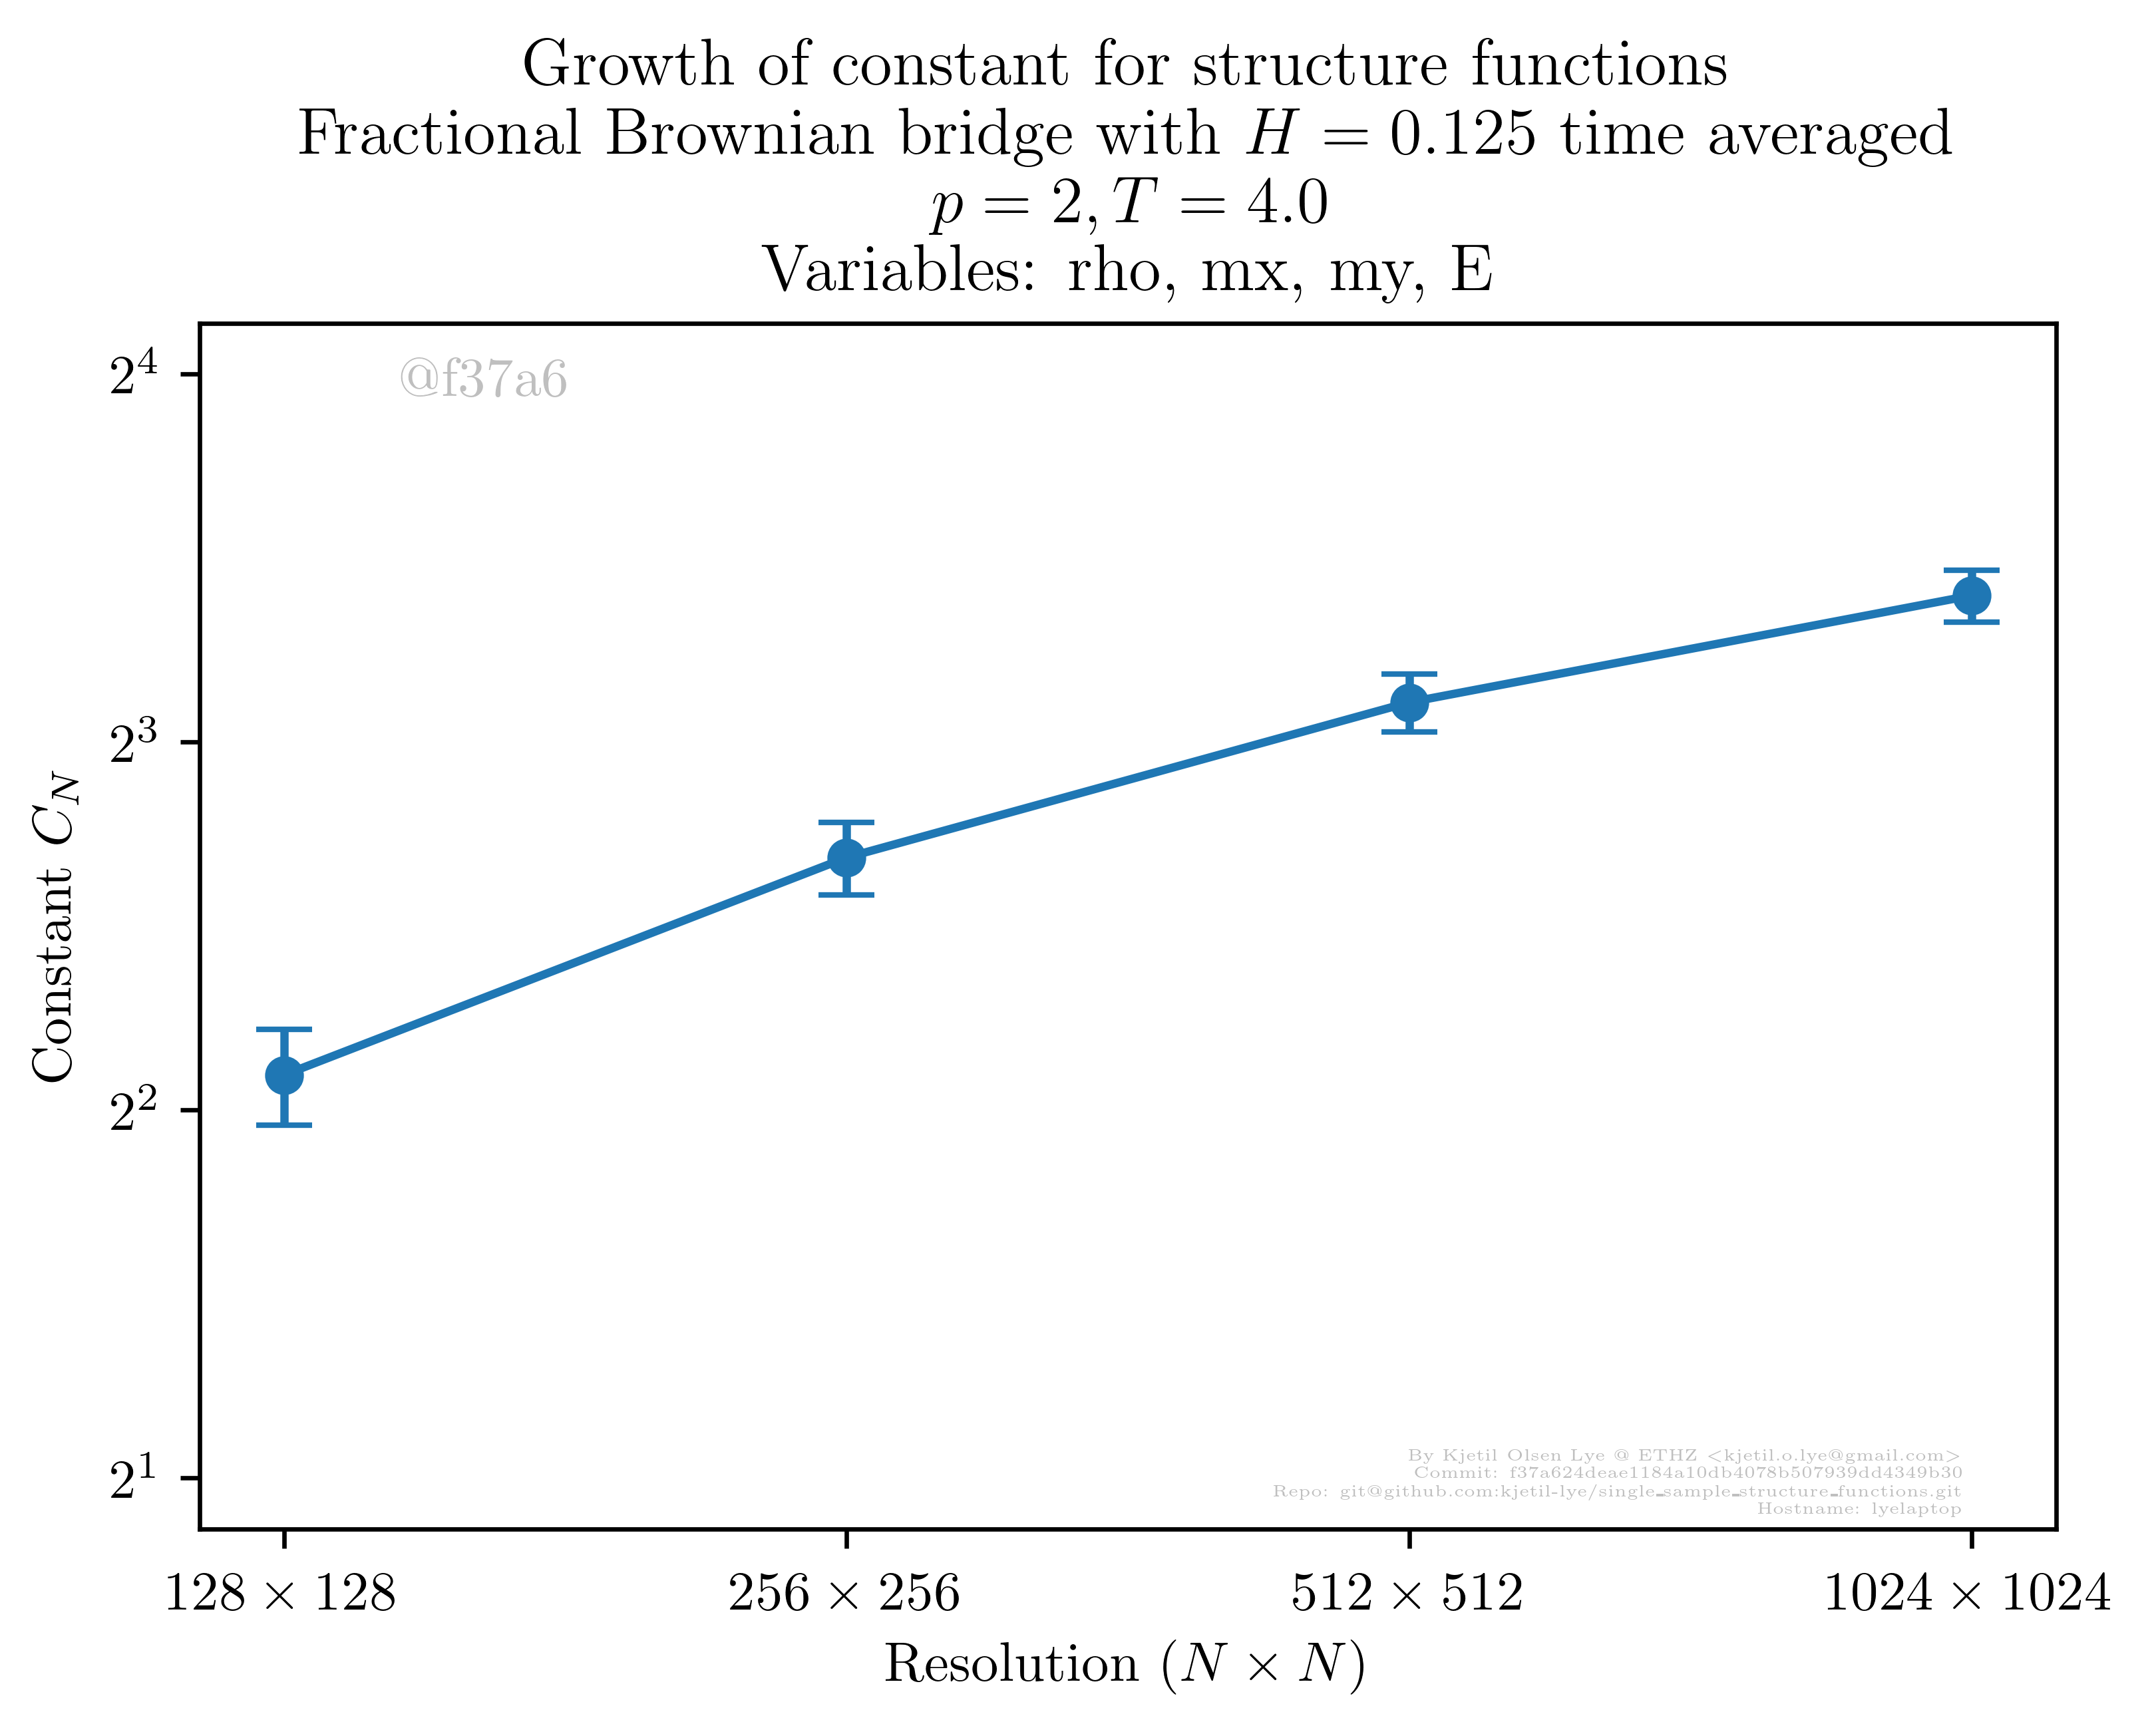 Growth of constant for structure functions
Fractional Brownian bridge with H = 0.125 time averaged
p = 2, T = 4.0
Variables: rho, mx, my, E
2^4
@f37a6
2^3
Constant C_N
2^2
2^1
By Kjetil Olsen Lye @ ETHZ <kjetil.o.lye@gmail.com>
Commit: f37a624deae1184a10db4078b507939dd4349b30
Repo: git@github.com:kjetil-lye/single_sample_structure_functions.git
Hostname: lyelaptop
128 × 128 256 × 256 512 × 512 1024 × 1024
Resolution (N × N)